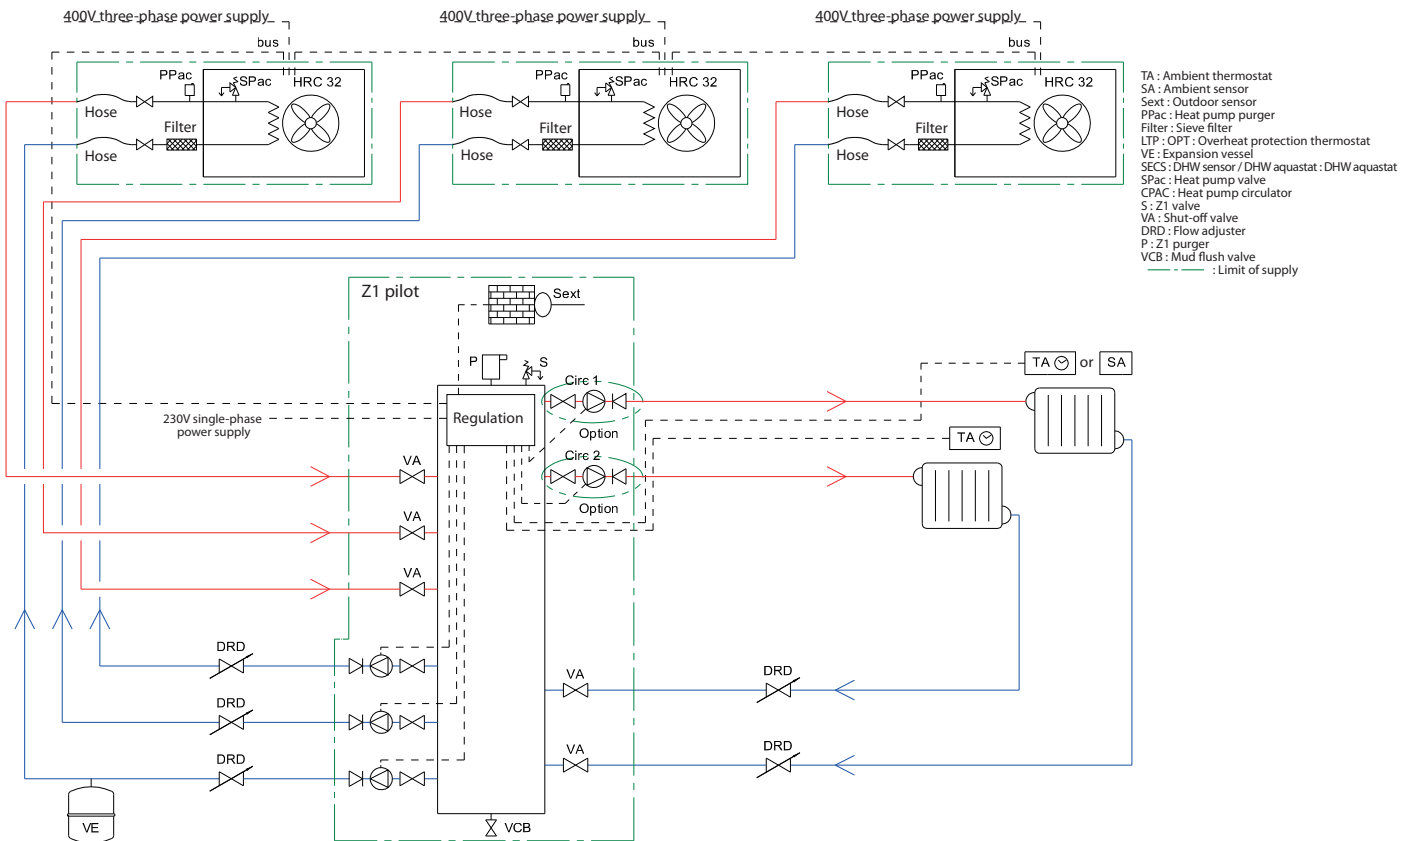 400V three-phase power supply
400V three-phase power supply
400V three-phase power supply
bus
bus
bus
PPac
SPac
HRC 32
Hose
Filter
Hose
PPac
SPac
HRC 32
Hose
Filter
Hose
PPac
SPac
HRC 32
Hose
Filter
Hose
TA : Ambient thermostat
SA : Ambient sensor
Sext : Outdoor sensor
PPac : Heat pump purger
Filter : Sieve filter
LTP : OPT : Overheat protection thermostat
VE : Expansion vessel
SECS : DHW sensor / DHW aquastat : DHW aquastat
SPac : Heat pump valve
CPAC : Heat pump circulator
S : Z1 valve
VA : Shut-off valve
DRD : Flow adjuster
P : Z1 purger
VCB : Mud flush valve
: Limit of supply
Z1 pilot
Sext
P
S
Circ 1
TA or SA
Regulation
230V single-phase
power supply
Option
TA
VA
Circ 2
Option
VA
VA
DRD
VA
DRD
DRD
DRD
VA
DRD
VE
VCB